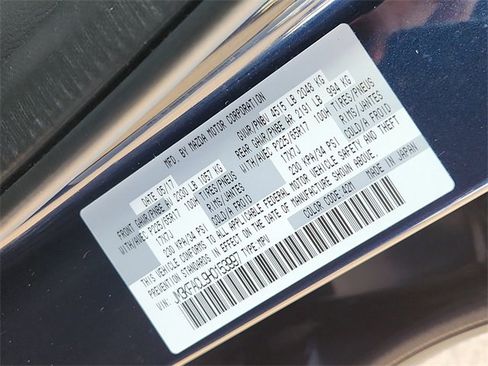 MFG. BY MAZDA MOTOR CORPORATION
DATE 05/17 GVWR/PNBV 4515 LB 2048 KG
FRONT GAWR/PNBE AV 2331 LB 1057 KG REAR GAWR/PNBE AR 2191 LB 994 KG
WITH/AVEC P225/65R17 100H TIRES/PNEUS WITH/AVEC P225/65R17 100H TIRES/PNEUS
17X7J RIMS/JANTES 17X7J RIMS/JANTES
230 KPA(34 PSI) COLD/A FROID 230 KPA(34 PSI) COLD/A FROID
THIS VEHICLE CONFORMS TO ALL APPLICABLE FEDERAL MOTOR VEHICLE SAFETY AND THEFT
PREVENTION STANDARDS IN EFFECT ON THE DATE OF MANUFACTURE SHOWN ABOVE.
VIN: TYPE MPV MADE IN JAPAN
COLOR CODE: 42M